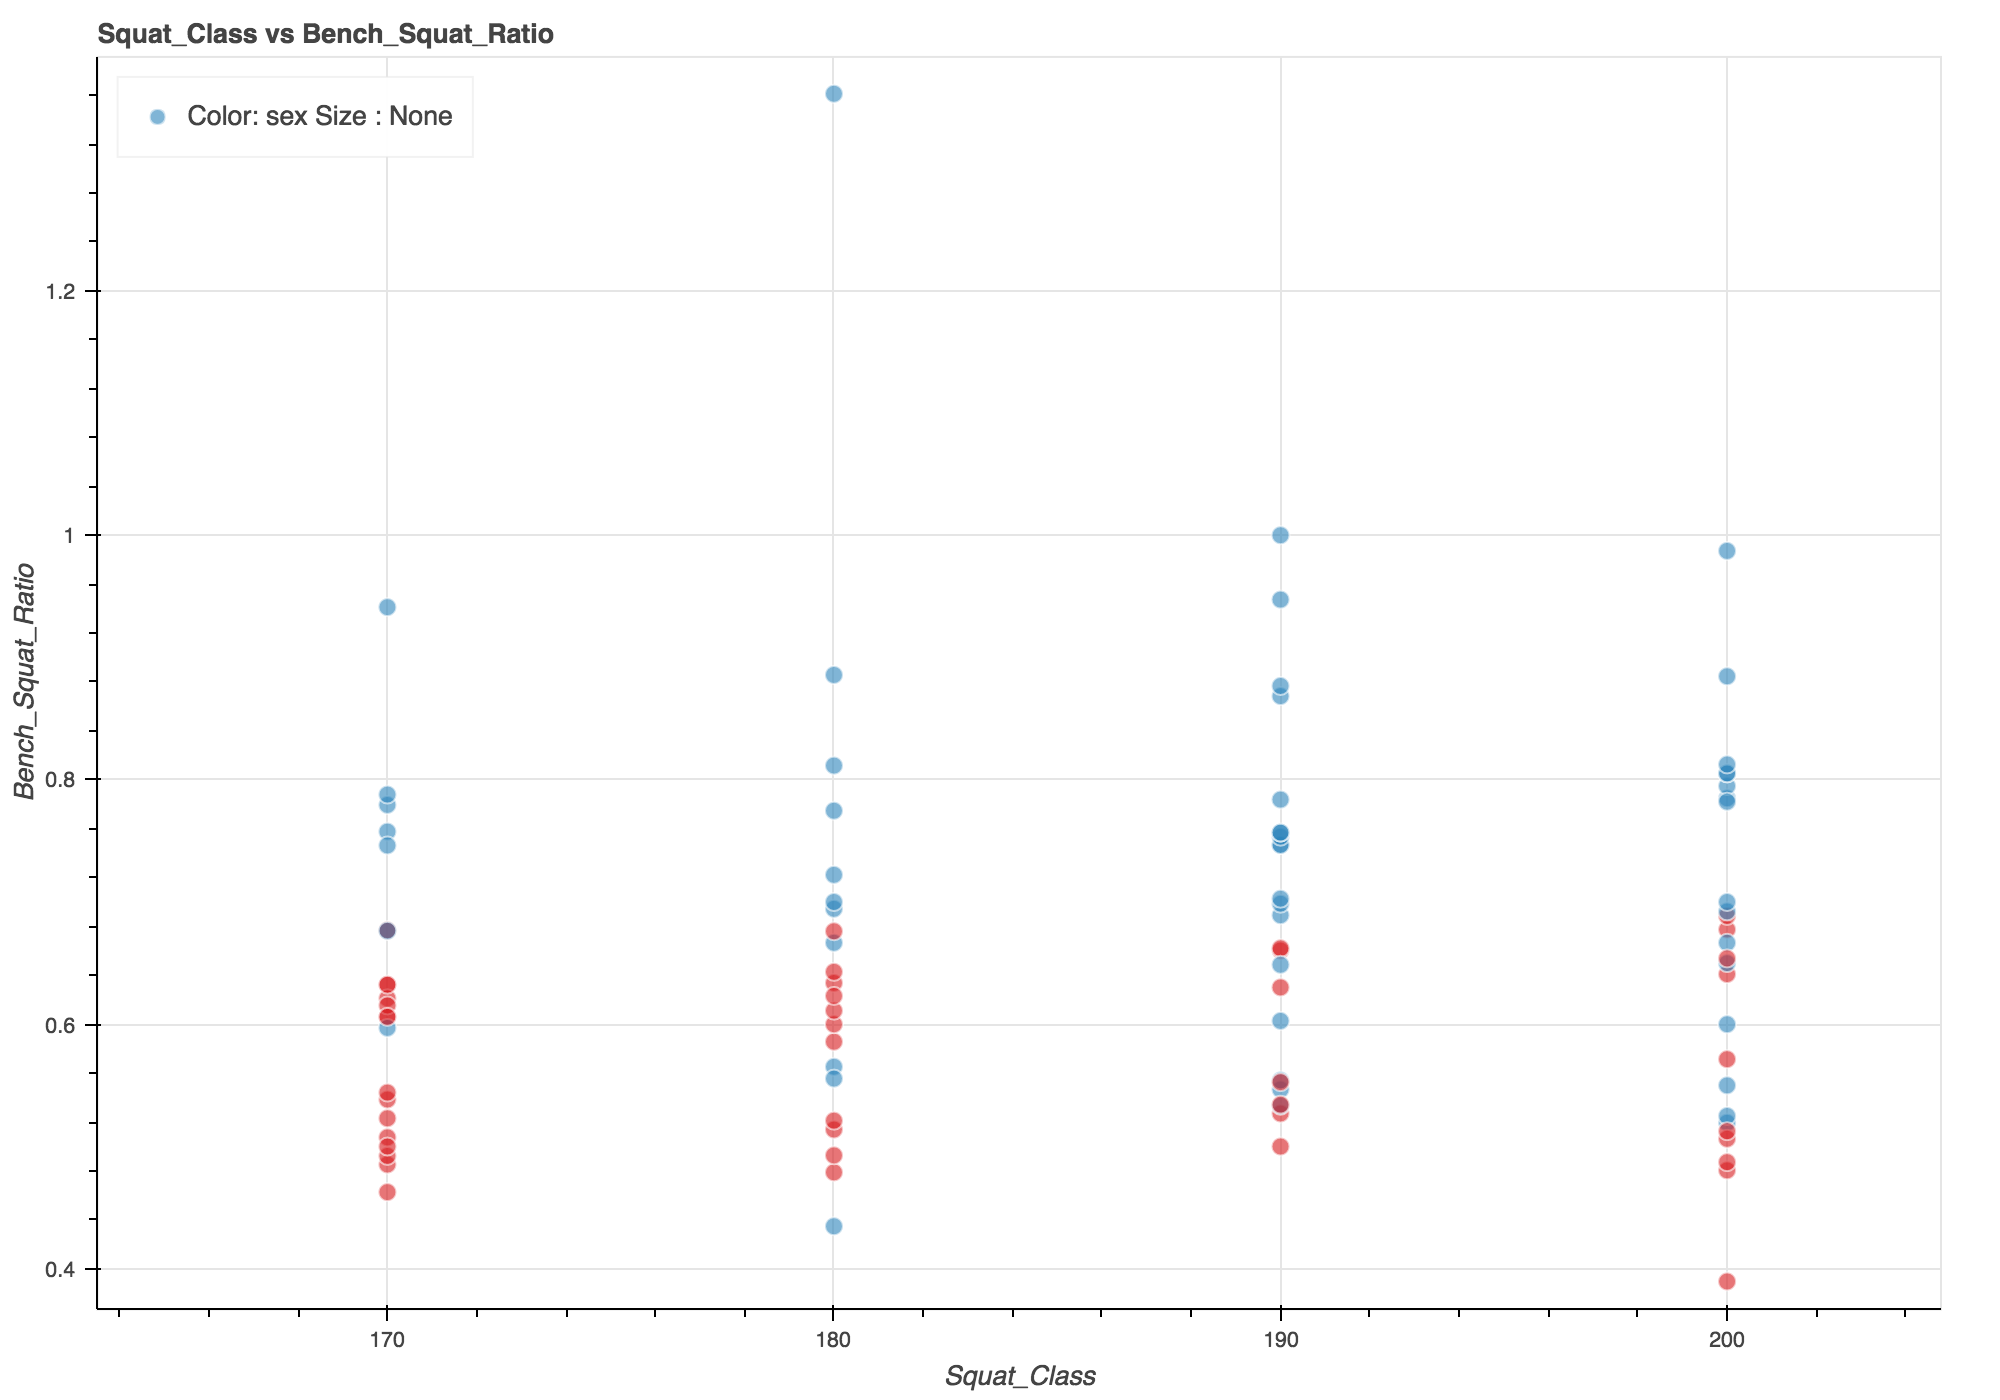 Squat_Class vs Bench_Squat_Ratio
Color: sex Size : None
1.2
1
0.8
0.6
0.4
Bench_Squat_Ratio
170
180
190
200
Squat_Class